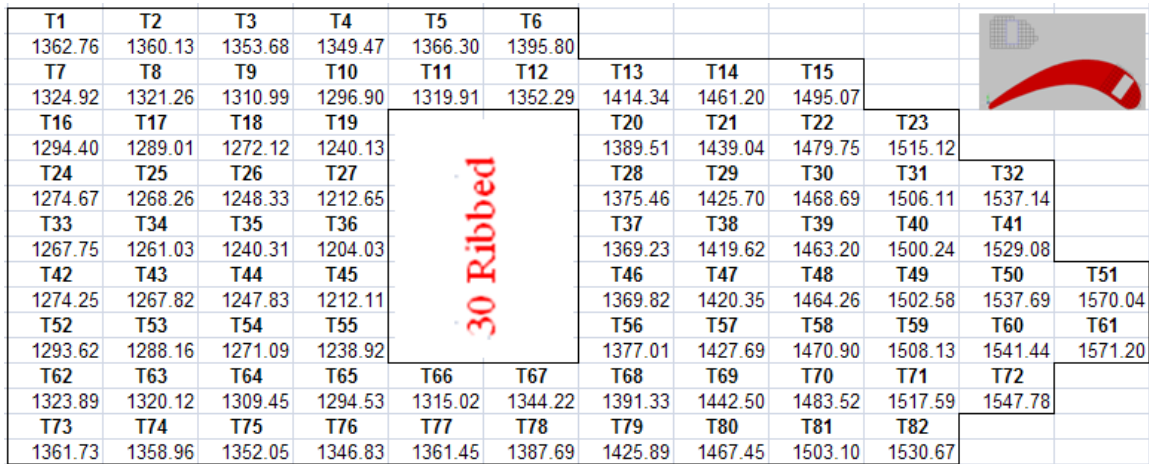 T1 T2 T3 T4 T5 T6
1362.76 1360.13 1353.68 1349.47 1366.30 1395.80
T7 T8 T9 T10 T11 T12 T13 T14 T15
1324.92 1321.26 1310.99 1296.90 1319.91 1352.29 1414.34 1461.20 1495.07
T16 T17 T18 T19 T20 T21 T22 T23
1294.40 1289.01 1272.12 1240.13 1389.51 1439.04 1479.75 1515.12
T24 T25 T26 T27 T28 T29 T30 T31 T32
1274.67 1268.26 1248.33 1212.65 1375.46 1425.70 1468.69 1506.11 1537.14
T33 T34 T35 T36 T37 T38 T39 T40 T41
1267.75 1261.03 1240.31 1204.03 1369.23 1419.62 1463.20 1500.24 1529.08
T42 T43 T44 T45 T46 T47 T48 T49 T50 T51
1274.25 1267.82 1247.83 1212.11 1369.82 1420.35 1464.26 1502.58 1537.69 1570.04
T52 T53 T54 T55 T56 T57 T58 T59 T60 T61
1293.62 1288.16 1271.09 1238.92 1377.01 1427.69 1470.90 1508.13 1541.44 1571.20
T62 T63 T64 T65 T66 T67 T68 T69 T70 T71 T72
1323.89 1320.12 1309.45 1294.53 1315.02 1344.22 1391.33 1442.50 1483.52 1517.59 1547.78
T73 T74 T75 T76 T77 T78 T79 T80 T81 T82
1361.73 1358.96 1352.05 1346.83 1361.45 1387.69 1425.89 1467.45 1503.10 1530.67
30 Ribbed